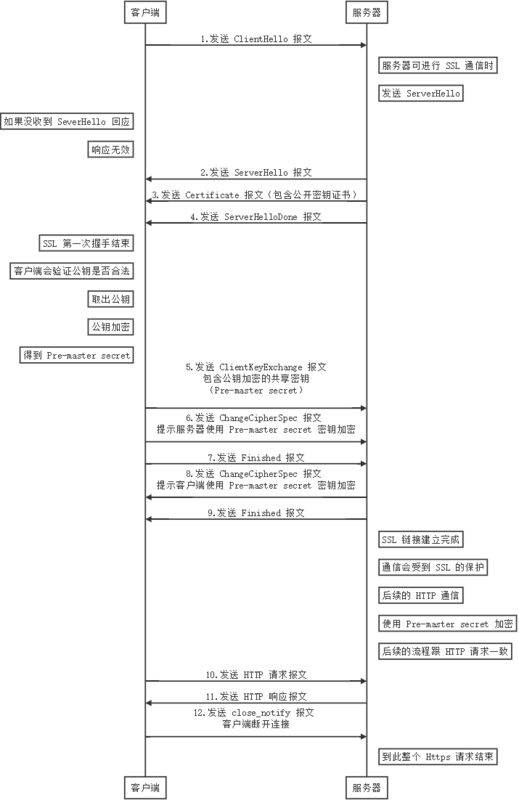 客户端
服务器
1.发送 ClientHello 报文
服务器可进行 SSL 通信时
发送 ServerHello
如果没收到 SeverHello 回应
响应无效
2.发送 ServerHello 报文
3.发送 Certificate 报文（包含公开密钥证书）
4.发送 ServerHelloDone 报文
SSL 第一次握手结束
客户端会验证公钥是否合法
取出公钥
公钥加密
得到 Pre-master secret
5.发送 ClientKeyExchange 报文
包含公钥加密的共享密钥
（Pre-master secret）
6.发送 ChangeCipherSpec 报文
提示服务器使用 Pre-master secret 密钥加密
7.发送 Finished 报文
8.发送 ChangeCipherSpec 报文
提示客户端使用 Pre-master secret 密钥加密
9.发送 Finished 报文
SSL 链接建立完成
通信会受到 SSL 的保护
后续的 HTTP 通信
使用 Pre-master secret 加密
后续的流程跟 HTTP 请求一致
10.发送 HTTP 请求报文
11.发送 HTTP 响应报文
12.发送 close_notify 报文
客户端断开连接
到此整个 Https 请求结束
客户端
服务器